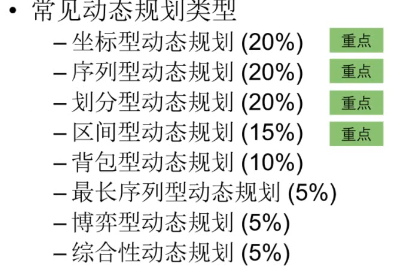 • 常见动态规划类型
– 坐标型动态规划 (20%) 重点
– 序列型动态规划 (20%) 重点
– 划分型动态规划 (20%) 重点
– 区间型动态规划 (15%) 重点
– 背包型动态规划 (10%)
– 最长序列型动态规划 (5%)
– 博弈型动态规划 (5%)
– 综合性动态规划 (5%)